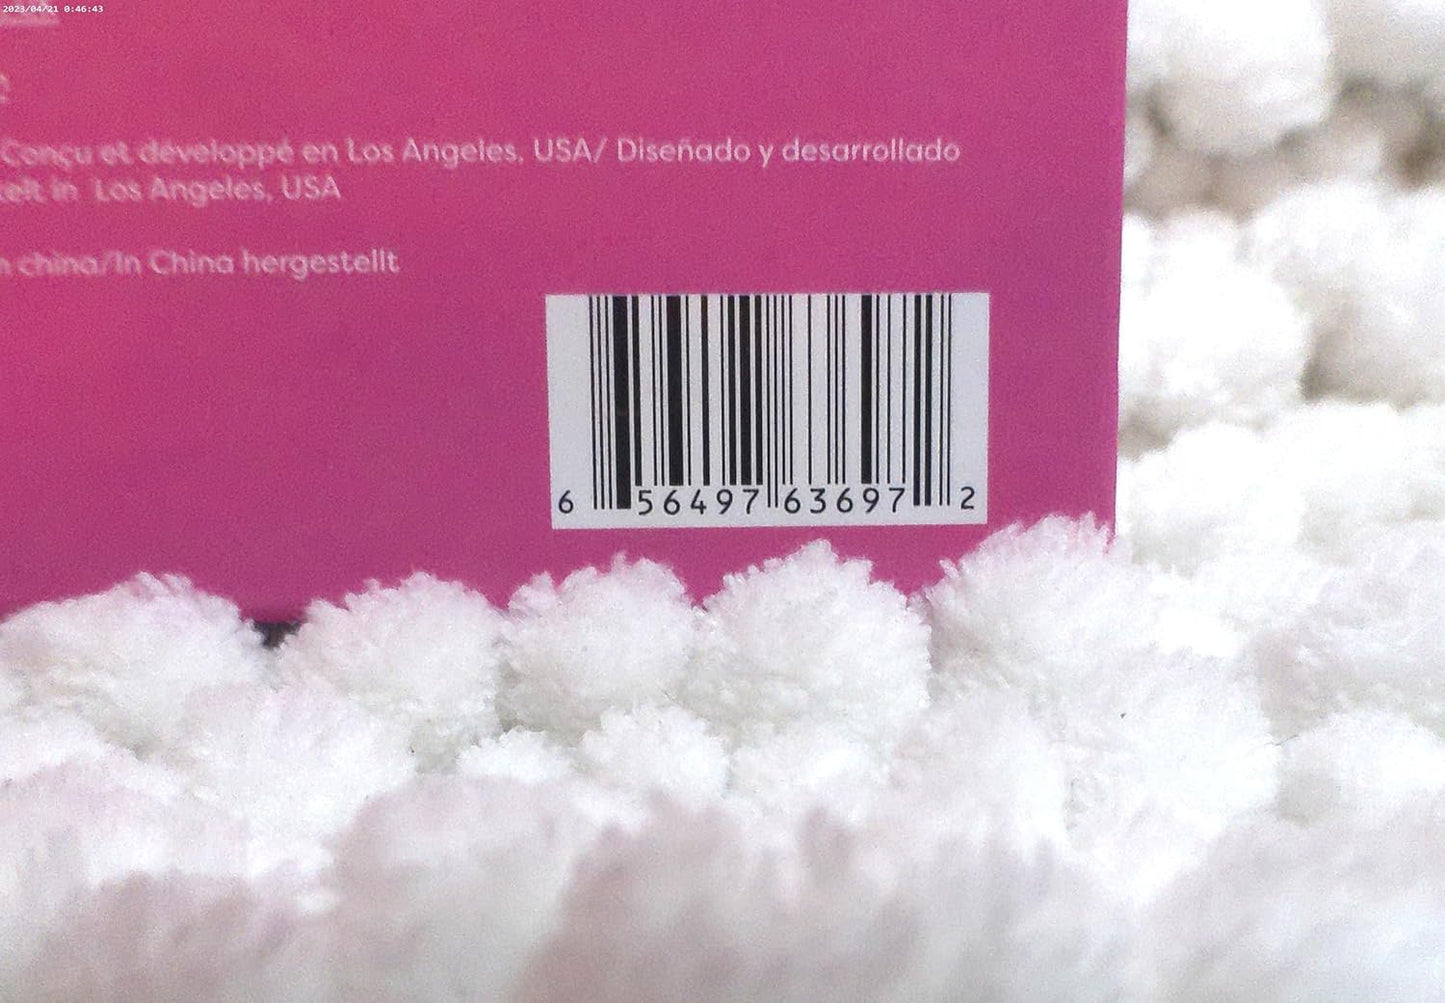 2023/04/21 0:46:43
Conçu et développé en Los Angeles, USA/ Diseñado y desarrollado
telt in Los Angeles, USA
n china/In China hergestellt
6 56497 63697 2